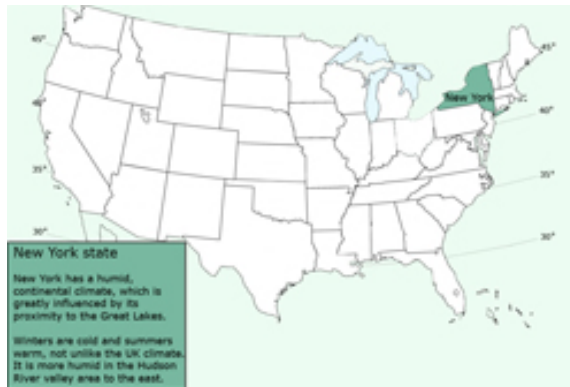 45°
45°
New York
40°
40°
35°
35°
30°
30°
New York state
New York has a humid,
continental climate, which is
greatly influenced by its
proximity to the Great Lakes.
Winters are cold and summers
warm, not unlike the UK climate.
It is more humid in the Hudson
River valley area to the east.